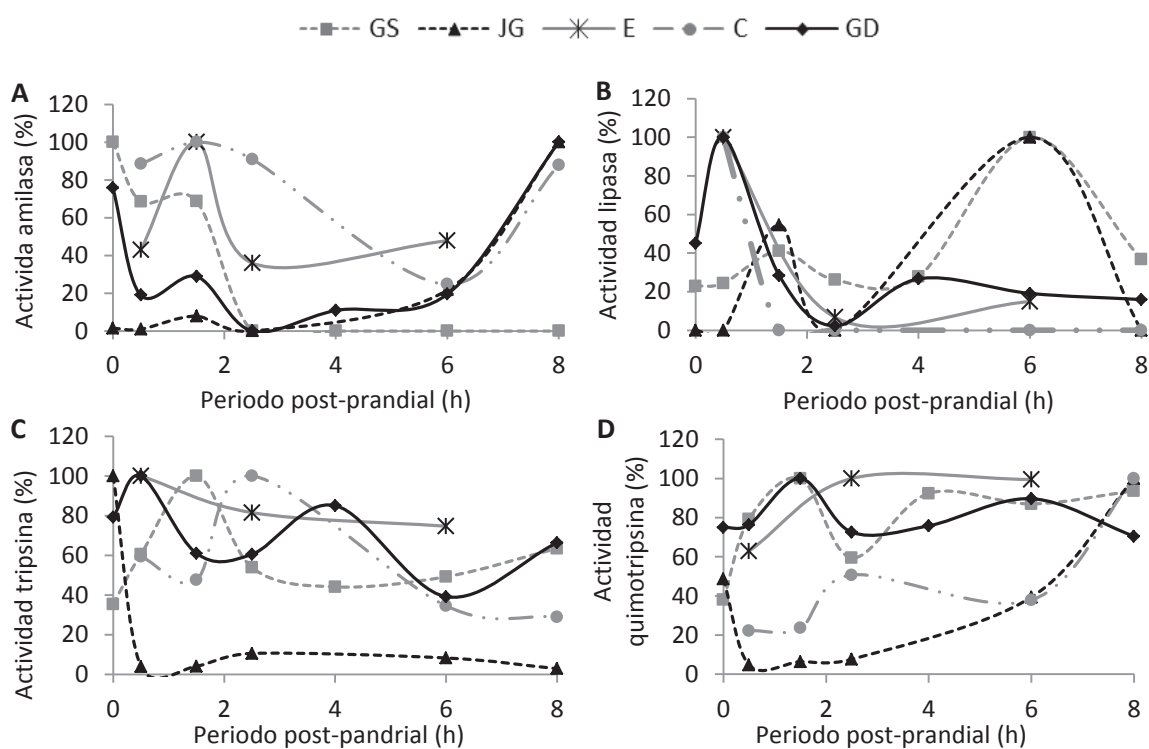 GS JG E C GD
A
120
100
80
60
40
20
0
0 2 4 6 8
Activida amilasa (%)
Periodo post-prandial (h)
B
120
100
80
60
40
20
0
0 2 4 6 8
Actividad lipasa (%)
Periodo post-prandial (h)
C
120
100
80
60
40
20
0
0 2 4 6 8
Actividad tripsina (%)
Periodo post-pandrial (h)
D
120
100
80
60
40
20
0
0 2 4 6 8
Actividad
quimotripsina (%)
Periodo post-prandial (h)